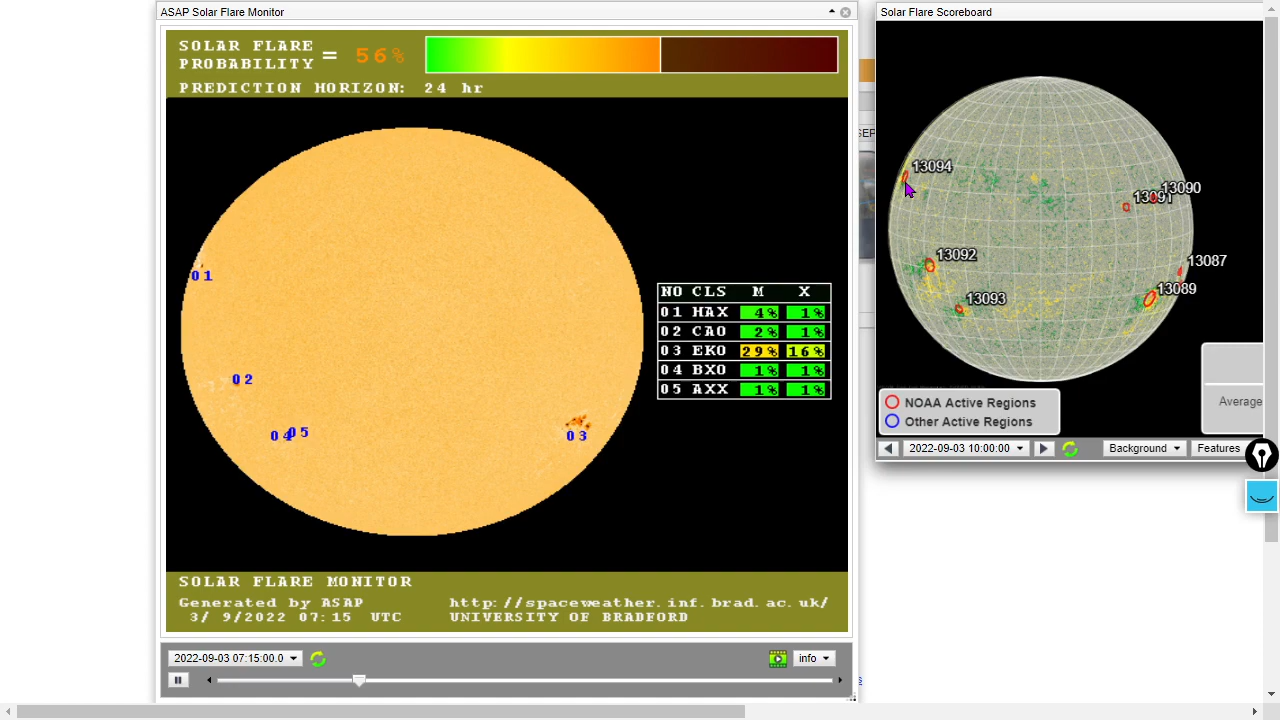 ASAP Solar Flare Monitor
SOLAR FLARE PROBABILITY = 56%
PREDICTION HORIZON: 24 hr
01
02
04
05
03
NO CLS M X
01 HAX 4% 1%
02 CAO 2% 1%
03 EKO 29% 16%
04 BXO 1% 1%
05 AXX 1% 1%
SOLAR FLARE MONITOR
Generated by ASAP http://spaceweather.inf.brad.ac.uk/
3/ 9/2022 07:15 UTC UNIVERSITY OF BRADFORD
2022-09-03 07:15:00.0
info
SEP
Solar Flare Scoreboard
13094
13090
13091
13092
13087
13089
13093
Average
NOAA Active Regions
Other Active Regions
2022-09-03 10:00:00 Background Features